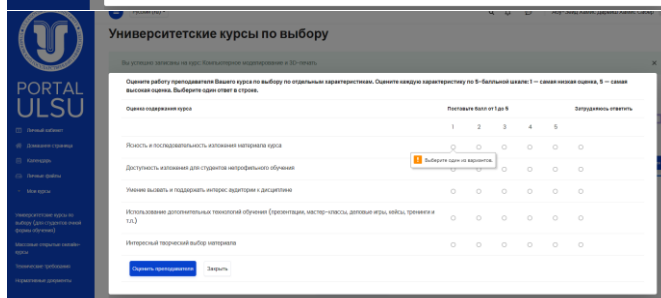 Университетские курсы по выбору
Вы успешно записаны на курс: Компьютерное моделирование и 3D-печать
Оцените работу преподавателя Вашего курса по выбору по отдельным характеристикам. Оцените каждую характеристику по 5-балльной шкале: 1 — самая низкая оценка, 5 — самая
высокая оценка. Выберите один ответ в строке.
Оценка содержания курса
Поставьте балл от 1 до 5
Затрудняюсь ответить
1 2 3 4 5
Ясность и последовательность изложения материала курса
Выберите один из вариантов.
Доступность изложения для студентов непрофильного обучения
Умение вызвать и поддержать интерес аудитории к дисциплине
Использование дополнительных технологий обучения (презентации, мастер-классы, деловые игры, кейсы, тренинги и
т.п.)
Интересный творческий выбор материала
Оценить преподавателя
Закрыть
PORTAL
ULSU
Личный кабинет
Домашняя страница
Календарь
Личные файлы
Мои курсы
Университетские курсы по
выбору (для студентов очной
формы обучения)
Массовые открытые онлайн-
курсы
Технические требования
Нормативные документы